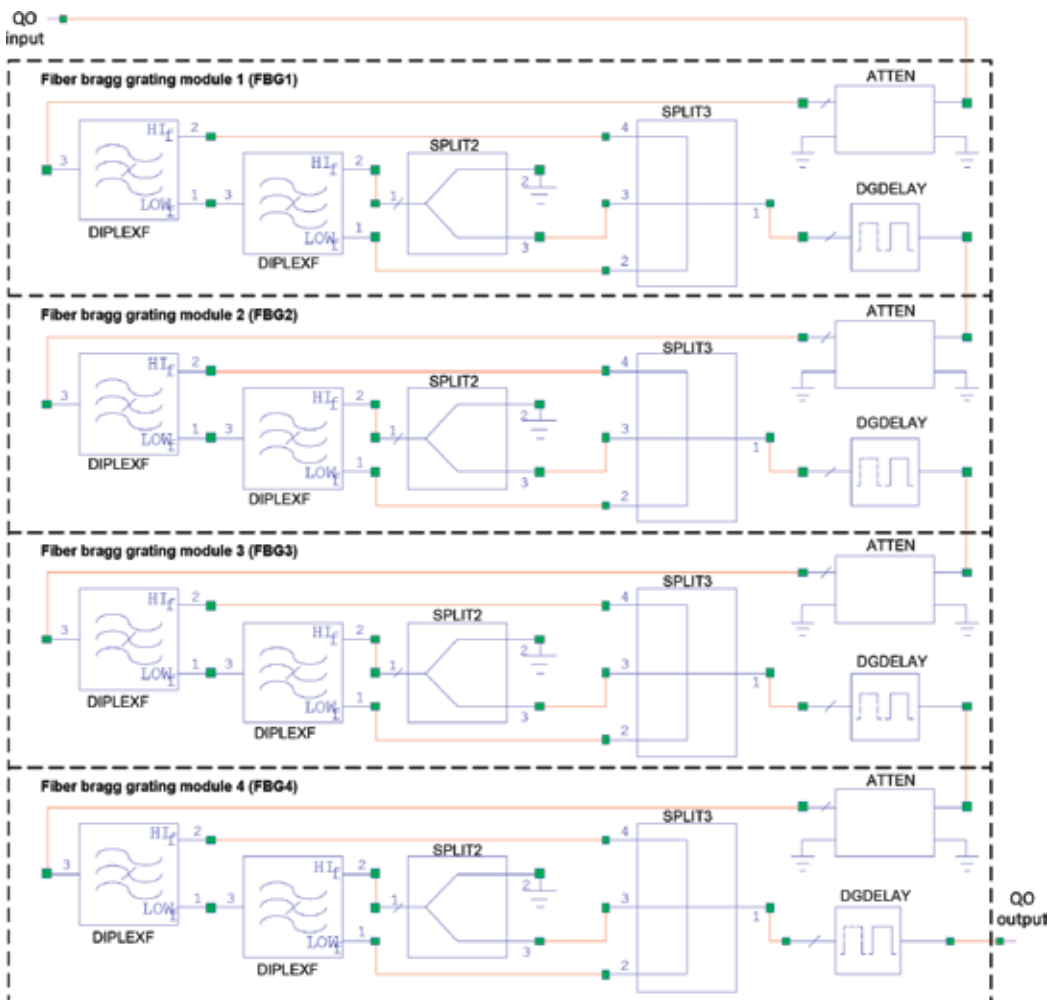 QO
input
Fiber bragg grating module 1 (FBG1)
ATTEN
HI
f
2
3
LOW
f
1
DIPLEXF
3
HI
f
2
LOW
f
1
DIPLEXF
SPLIT2
1
2
3
SPLIT3
4
3
2
1
DGDELAY
Fiber bragg grating module 2 (FBG2)
ATTEN
HI
f
2
3
LOW
f
1
DIPLEXF
3
HI
f
2
LOW
f
1
DIPLEXF
SPLIT2
1
2
3
SPLIT3
4
3
2
1
DGDELAY
Fiber bragg grating module 3 (FBG3)
ATTEN
HI
f
2
3
LOW
f
1
DIPLEXF
3
HI
f
2
LOW
f
1
DIPLEXF
SPLIT2
1
2
3
SPLIT3
4
3
2
1
DGDELAY
Fiber bragg grating module 4 (FBG4)
ATTEN
HI
f
2
3
LOW
f
1
DIPLEXF
3
HI
f
2
LOW
f
1
DIPLEXF
SPLIT2
1
2
3
SPLIT3
4
3
2
1
DGDELAY
QO
output